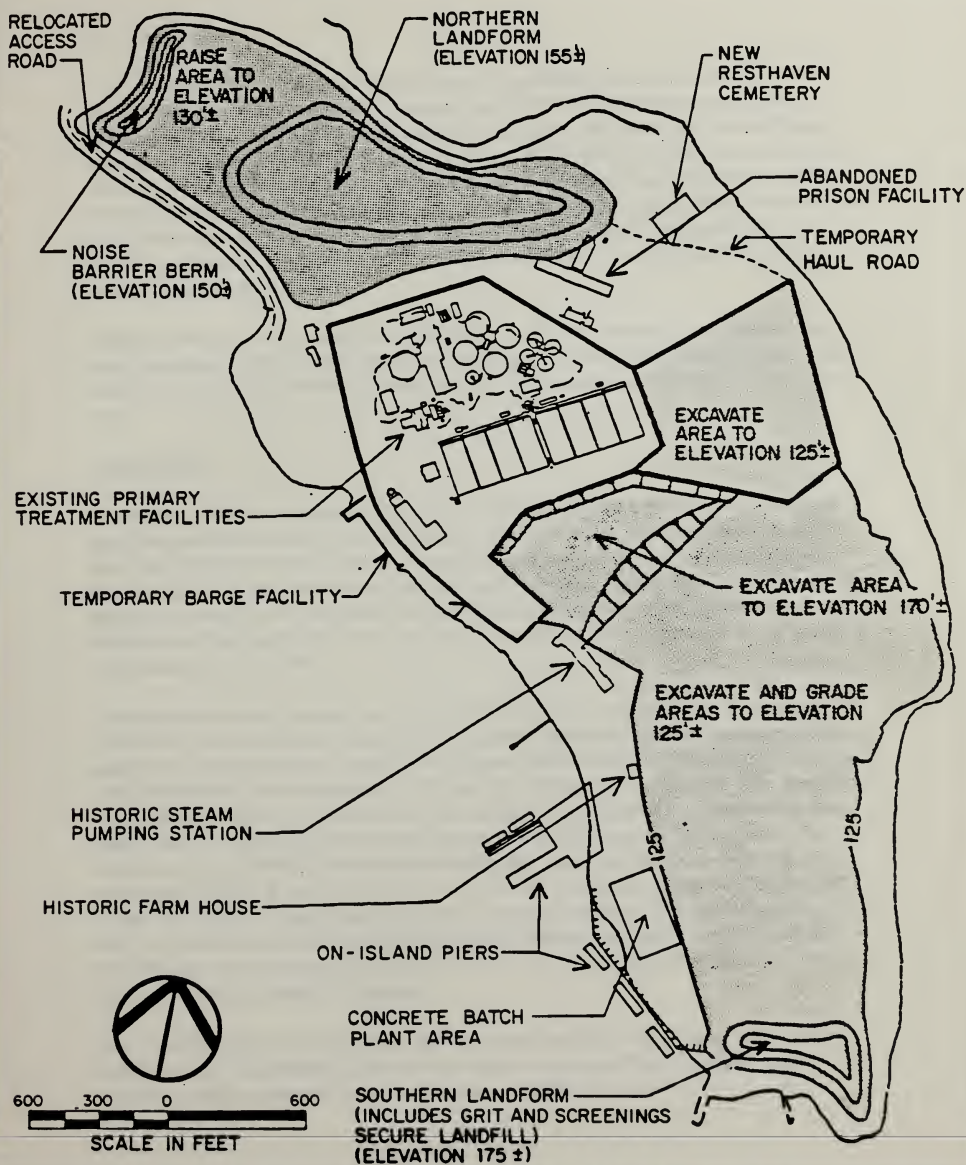 RELOCATED
ACCESS
ROAD
RAISE
AREA TO
ELEVATION
130'±
NORTHERN
LANDFORM
(ELEVATION 155±)
NEW
RESTHAVEN
CEMETERY
ABANDONED
PRISON FACILITY
TEMPORARY
HAUL ROAD
NOISE
BARRIER BERM
(ELEVATION 150±)
EXCAVATE
AREA TO
ELEVATION 125'±
EXISTING PRIMARY
TREATMENT FACILITIES
TEMPORARY BARGE FACILITY
EXCAVATE AREA
TO ELEVATION 170'±
EXCAVATE AND GRADE
AREAS TO ELEVATION
125'±
HISTORIC STEAM
PUMPING STATION
125
125
HISTORIC FARM HOUSE
ON-ISLAND PIERS
CONCRETE BATCH
PLANT AREA
SOUTHERN LANDFORM
(INCLUDES GRIT AND SCREENINGS
SECURE LANDFILL)
(ELEVATION 175 ±)
600 300 0 600
SCALE IN FEET